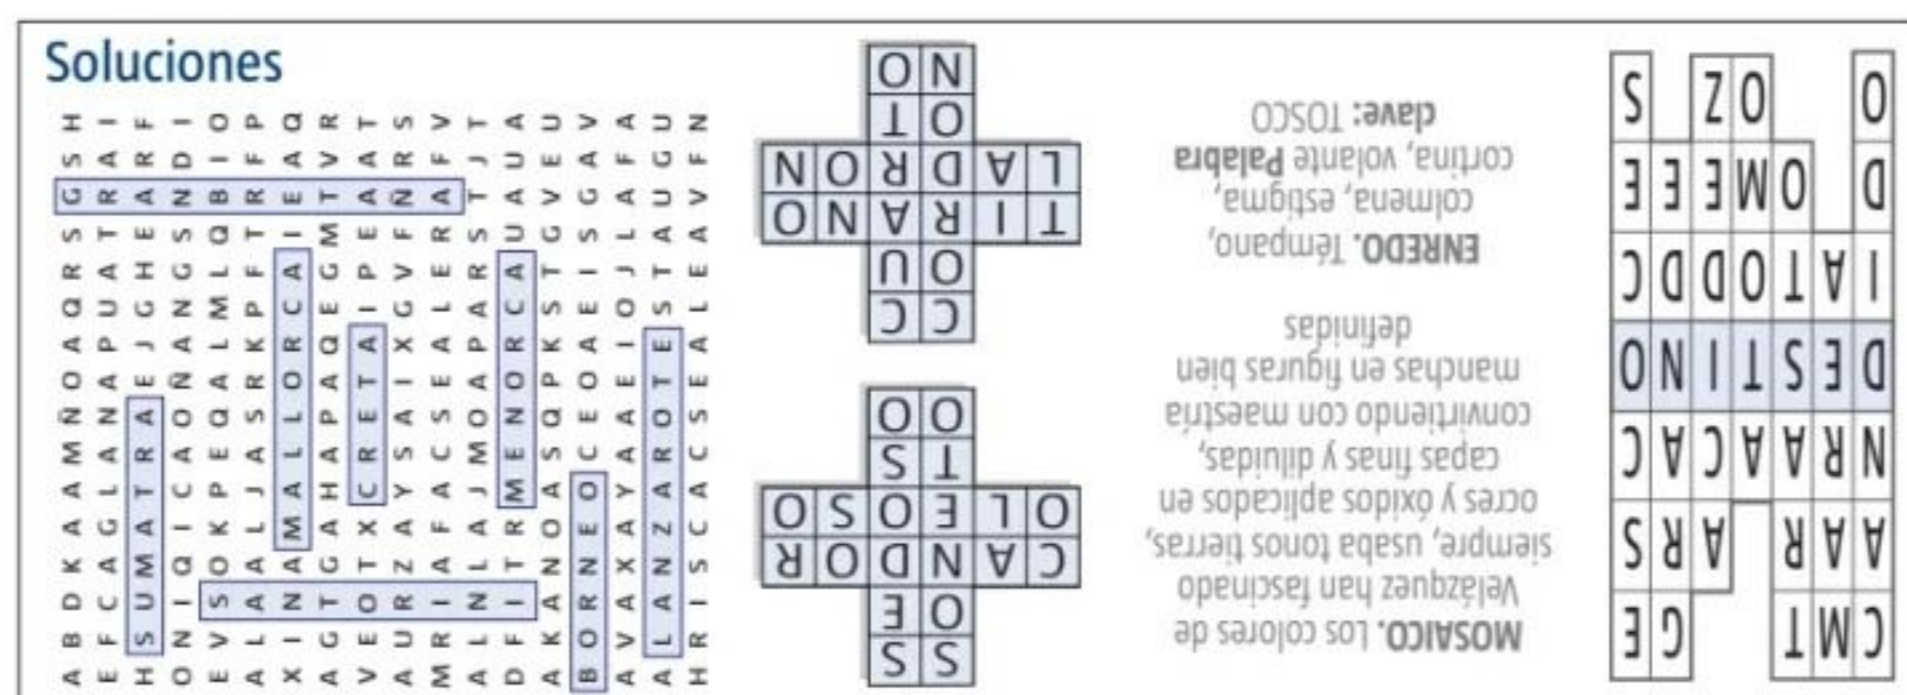 Soluciones
A B D K A A M Ñ O A Q R S G S H
E F C A G L A N A P U A T R A I
H S U M A T R A E J G H E A R F
O N I Q I C A O Ñ A N G S N D I
E V S O K P E Q A L M L Q B I O
A L A A L J A S R K P F T R F P
X I N A M A L L O R C A I E A Q
A G T G A H A P A Q E G M T V R
V E O T X C R E T A I P E A A T
A U R Z A Y S A I X G V F Ñ R S
M R I A F A C S E A L E R A F V
A L N L A J M O A P A R S T J T
D F I T R M E N O R C A U A U A
A K A N O A S Q P K S T G V E U
B O R N E O C E O A E I S G A V
A V A X A Y A A E I O J L A F A
A L A N Z A R O T E S T A U G U
H R I S C A C S E A L E A V F N
S S
O E
C A N D O R
O L E O S O
T S
O O
C C
O U
T I R A N O
L A D R O N
O T
N O
MOSAICO. Los colores de
Velázquez han fascinado
siempre, usaba tonos tierras,
ocres y óxidos aplicados en
capas finas y diluidas,
convirtiendo con maestría
manchas en figuras bien
definidas
ENREDO. Témpano,
colmena, estigma,
cortina, volante Palabra
clave: TOSCO
C M T G E
A A R A R S
N R A A C A C
D E S T I N O
I A T O D D C
D O M E E E
O O Z S